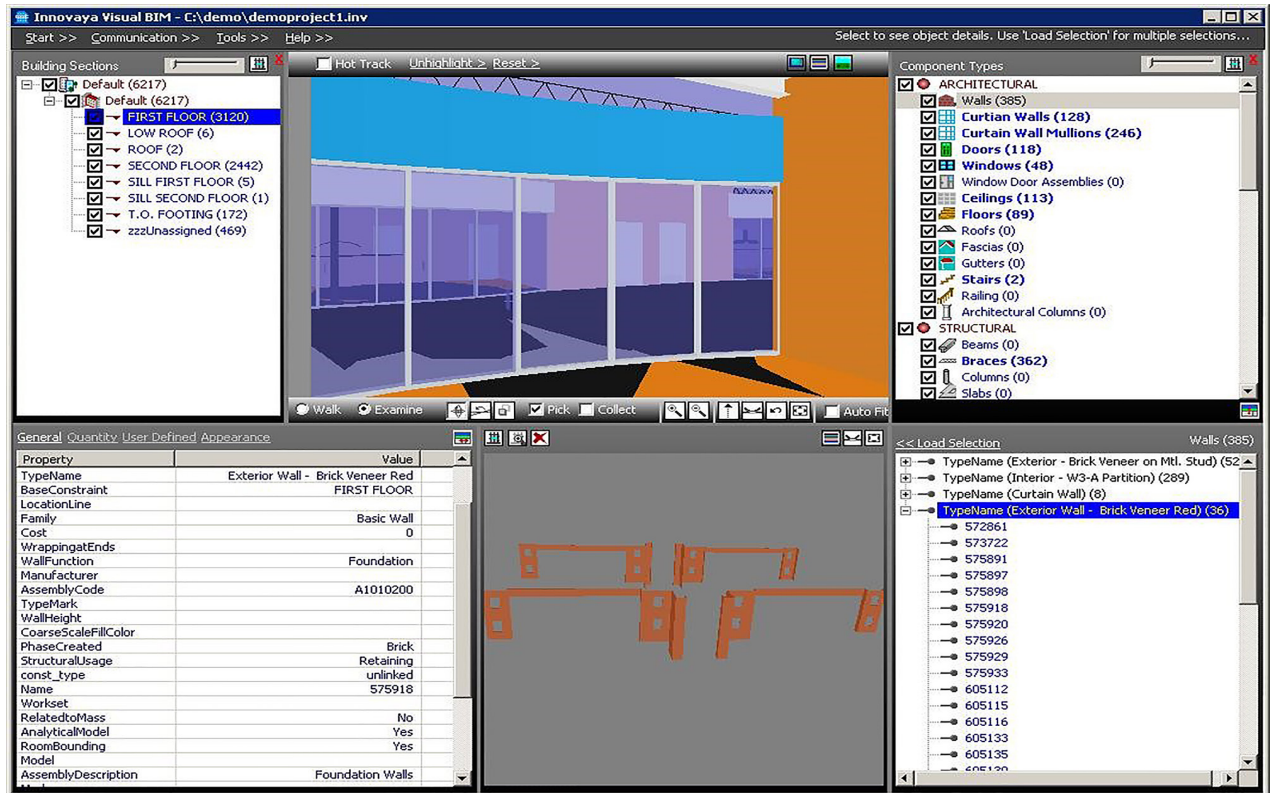 Innovaya Visual BIM - C:\demo\demoproject1.inv
Start >> Communication >> Tools >> Help >> Select to see object details. Use 'Load Selection' for multiple selections...
Building Sections
Default (6217)
Default (6217)
FIRST FLOOR (3120)
LOW ROOF (6)
ROOF (2)
SECOND FLOOR (2442)
SILL FIRST FLOOR (5)
SILL SECOND FLOOR (1)
T.O. FOOTING (172)
zzzUnassigned (469)
Hot Track Unhighlight > Reset >
Walk Examine Pick Collect Auto Fit
Component Types
ARCHITECTURAL
Walls (385)
Curtian Walls (128)
Curtain Wall Mullions (246)
Doors (118)
Windows (48)
Window Door Assemblies (0)
Ceilings (113)
Floors (89)
Roofs (0)
Fascias (0)
Gutters (0)
Stairs (2)
Railing (0)
Architectural Columns (0)
STRUCTURAL
Beams (0)
Braces (362)
Columns (0)
Slabs (0)
General Quantity User Defined Appearance
Property Value
TypeName Exterior Wall - Brick Veneer Red
BaseConstraint FIRST FLOOR
LocationLine
Family Basic Wall
Cost 0
WrappingatEnds
WallFunction Foundation
Manufacturer
AssemblyCode A1010200
TypeMark
WallHeight
CoarseScaleFillColor
PhaseCreated Brick
StructuralUsage Retaining
const_type unlinked
Name 575918
Workset
RelatedtoMass No
AnalyticalModel Yes
RoomBounding Yes
Model
AssemblyDescription Foundation Walls
<< Load Selection Walls (385)
TypeName (Exterior - Brick Veneer on Mtl. Stud) (52
TypeName (Interior - W3-A Partition) (289)
TypeName (Curtain Wall) (8)
TypeName (Exterior Wall - Brick Veneer Red) (36)
572861
573722
575891
575897
575898
575918
575920
575926
575929
575933
605112
605115
605116
605133
605135